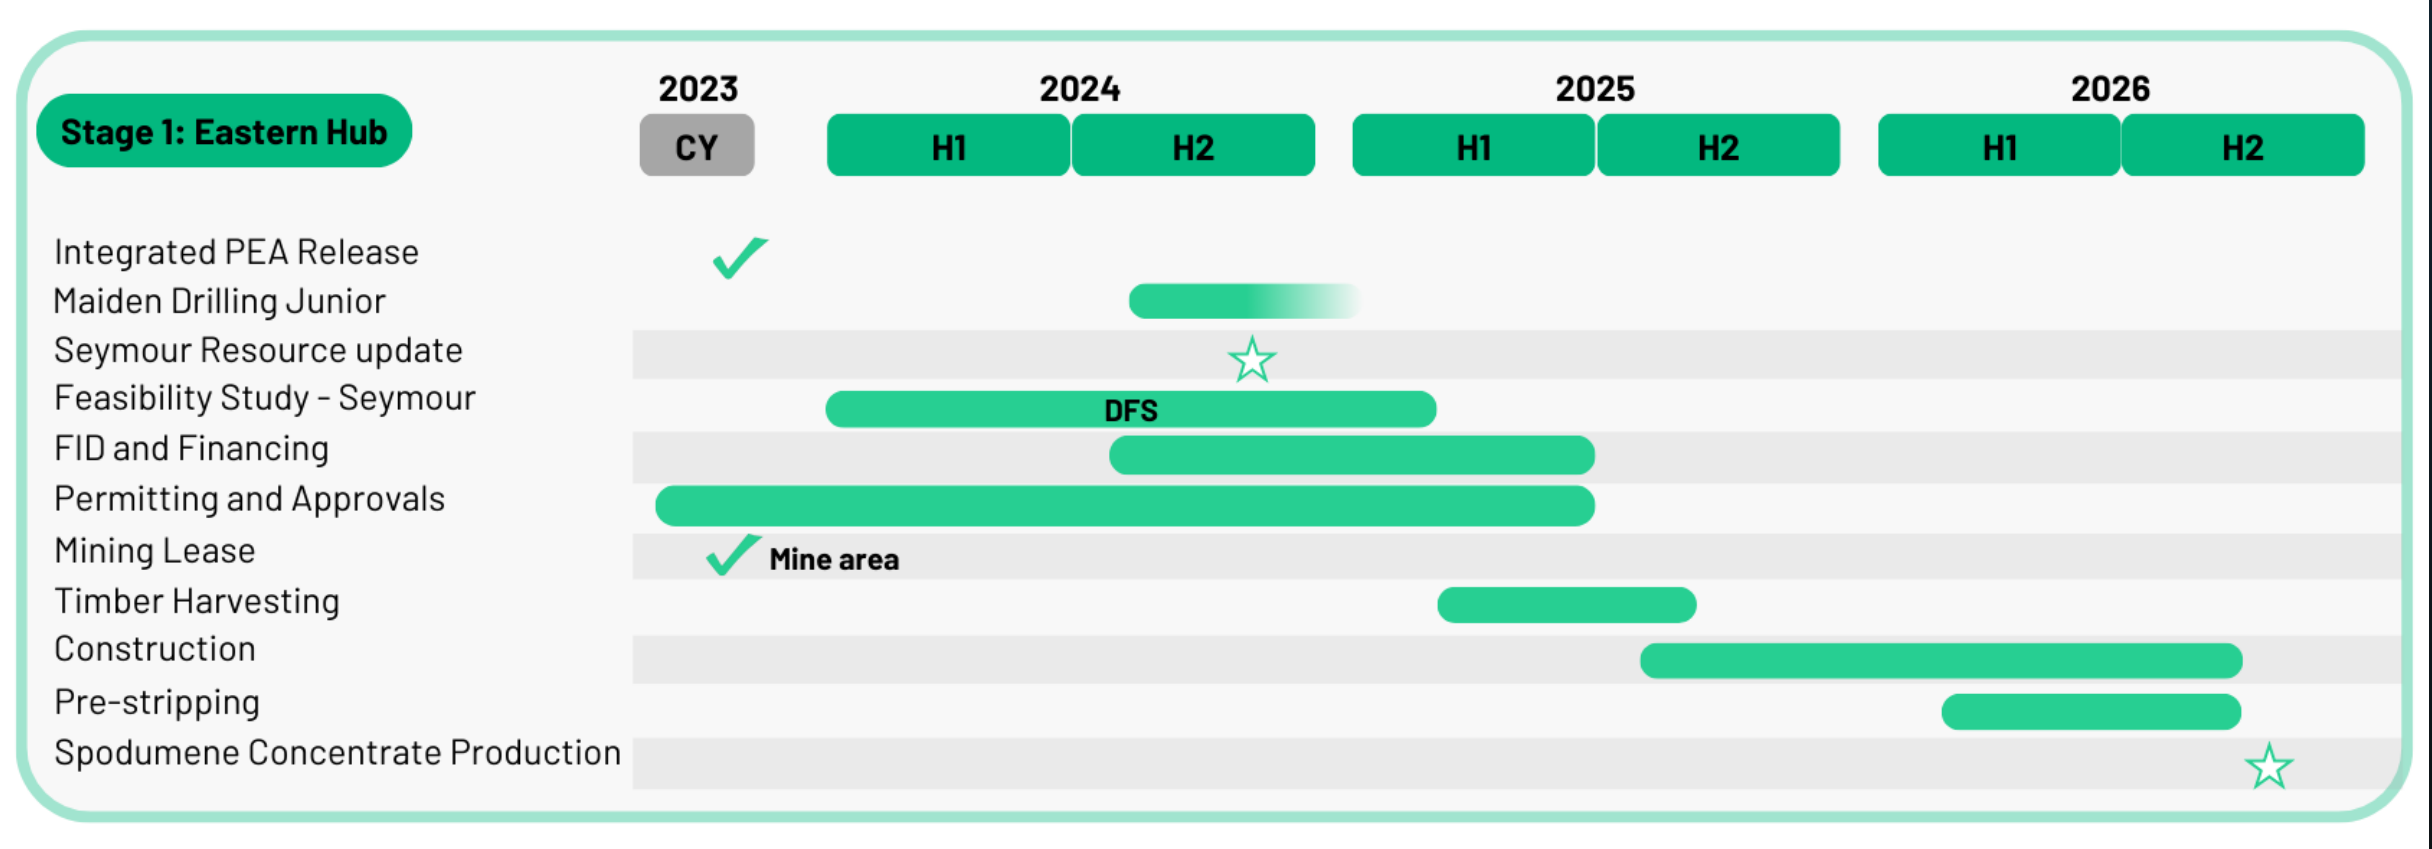 2023 2024 2025 2026
Stage 1: Eastern Hub
CY H1 H2 H1 H2 H1 H2
Integrated PEA Release
Maiden Drilling Junior
Seymour Resource update
Feasibility Study - Seymour DFS
FID and Financing
Permitting and Approvals
Mining Lease Mine area
Timber Harvesting
Construction
Pre-stripping
Spodumene Concentrate Production